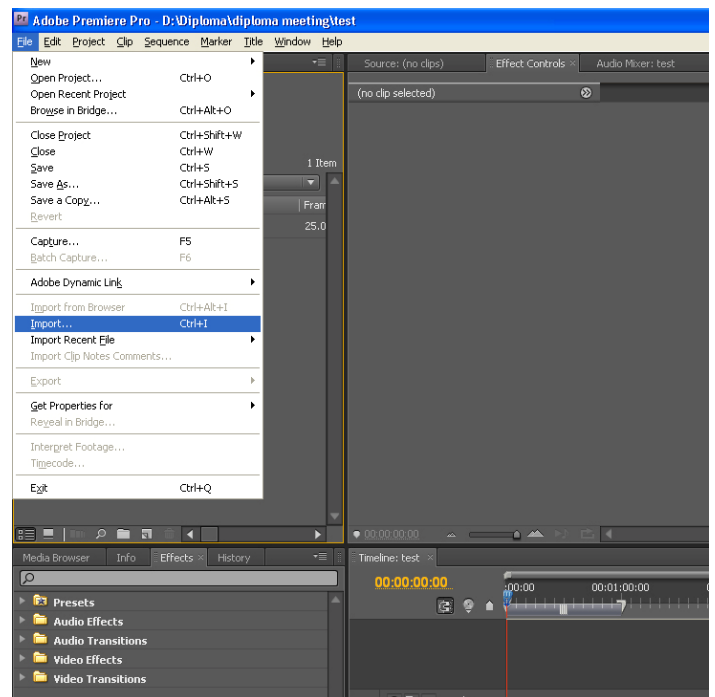 Pr Adobe Premiere Pro - D:\Diploma\diploma meeting\test
File Edit Project Clip Sequence Marker Title Window Help
New
Open Project... Ctrl+O
Open Recent Project
Browse in Bridge... Ctrl+Alt+O
Close Project Ctrl+Shift+W
Close Ctrl+W
Save Ctrl+S
Save As... Ctrl+Shift+S
Save a Copy... Ctrl+Alt+S
Revert
Capture... F5
Batch Capture... F6
Adobe Dynamic Link
Import from Browser Ctrl+Alt+I
Import... Ctrl+I
Import Recent File
Import Clip Notes Comments...
Export
Get Properties for
Reveal in Bridge...
Interpret Footage...
Timecode...
Exit Ctrl+Q
1 Item
Fram
25.0
Source: (no clips) Effect Controls Audio Mixer: test
(no clip selected)
00:00:00:00
Media Browser Info Effects History
Presets
Audio Effects
Audio Transitions
Video Effects
Video Transitions
Timeline: test
00:00:00:00
:00:00 00:01:00:00